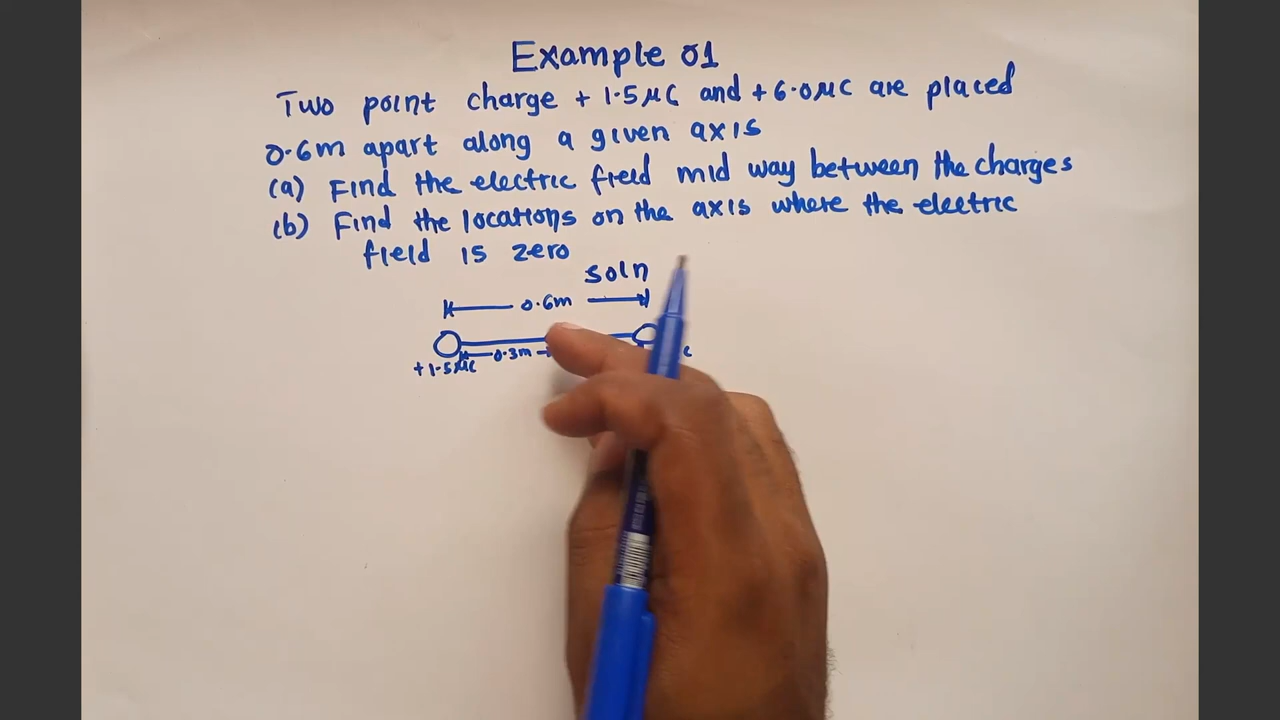 Example 01
Two point charge + 1.5μC and +6.0μC are placed
0.6m apart along a given axis
(a) Find the electric field mid way between the charges
(b) Find the locations on the axis where the electric
field is zero
soln
0.6m
0.3m
+1.5μC
c